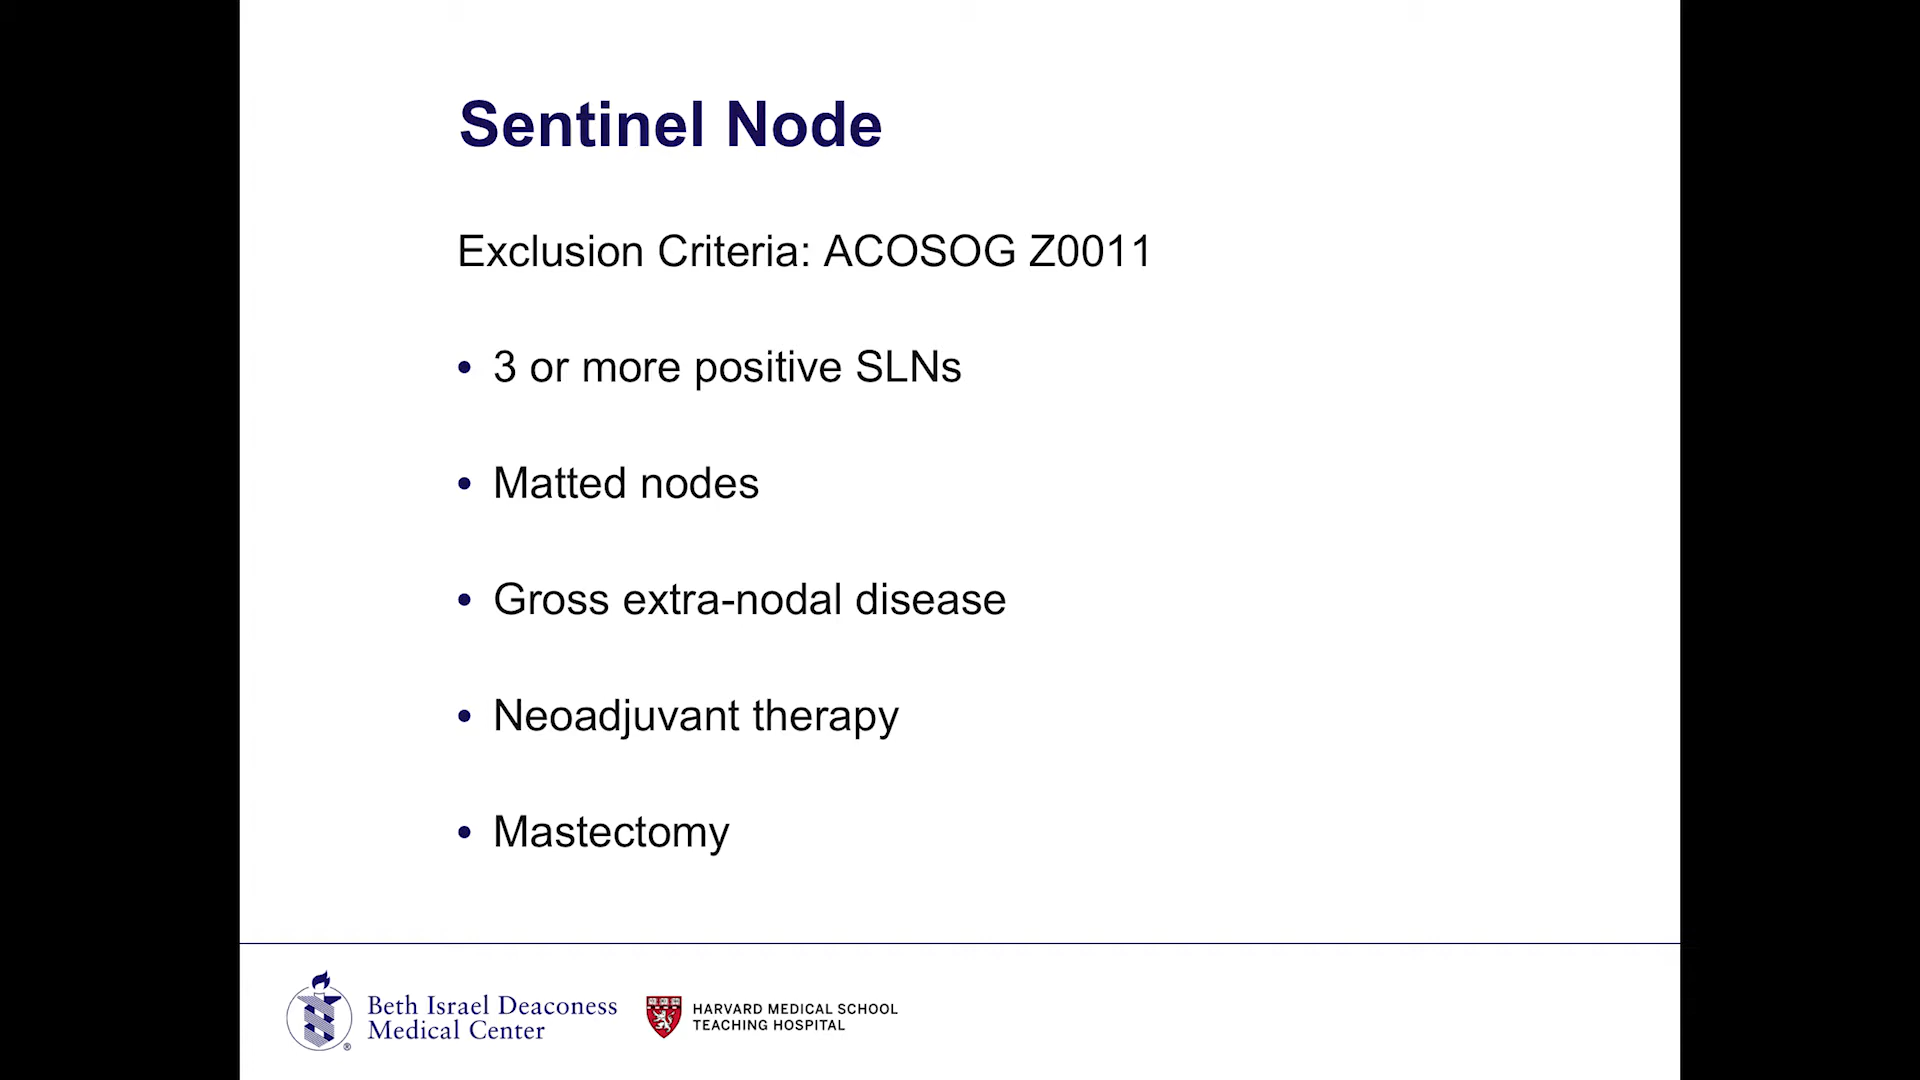 Sentinel Node
Exclusion Criteria: ACOSOG Z0011
• 3 or more positive SLNs
• Matted nodes
• Gross extra-nodal disease
• Neoadjuvant therapy
• Mastectomy
Beth Israel Deaconess
Medical Center
®
HARVARD MEDICAL SCHOOL
TEACHING HOSPITAL